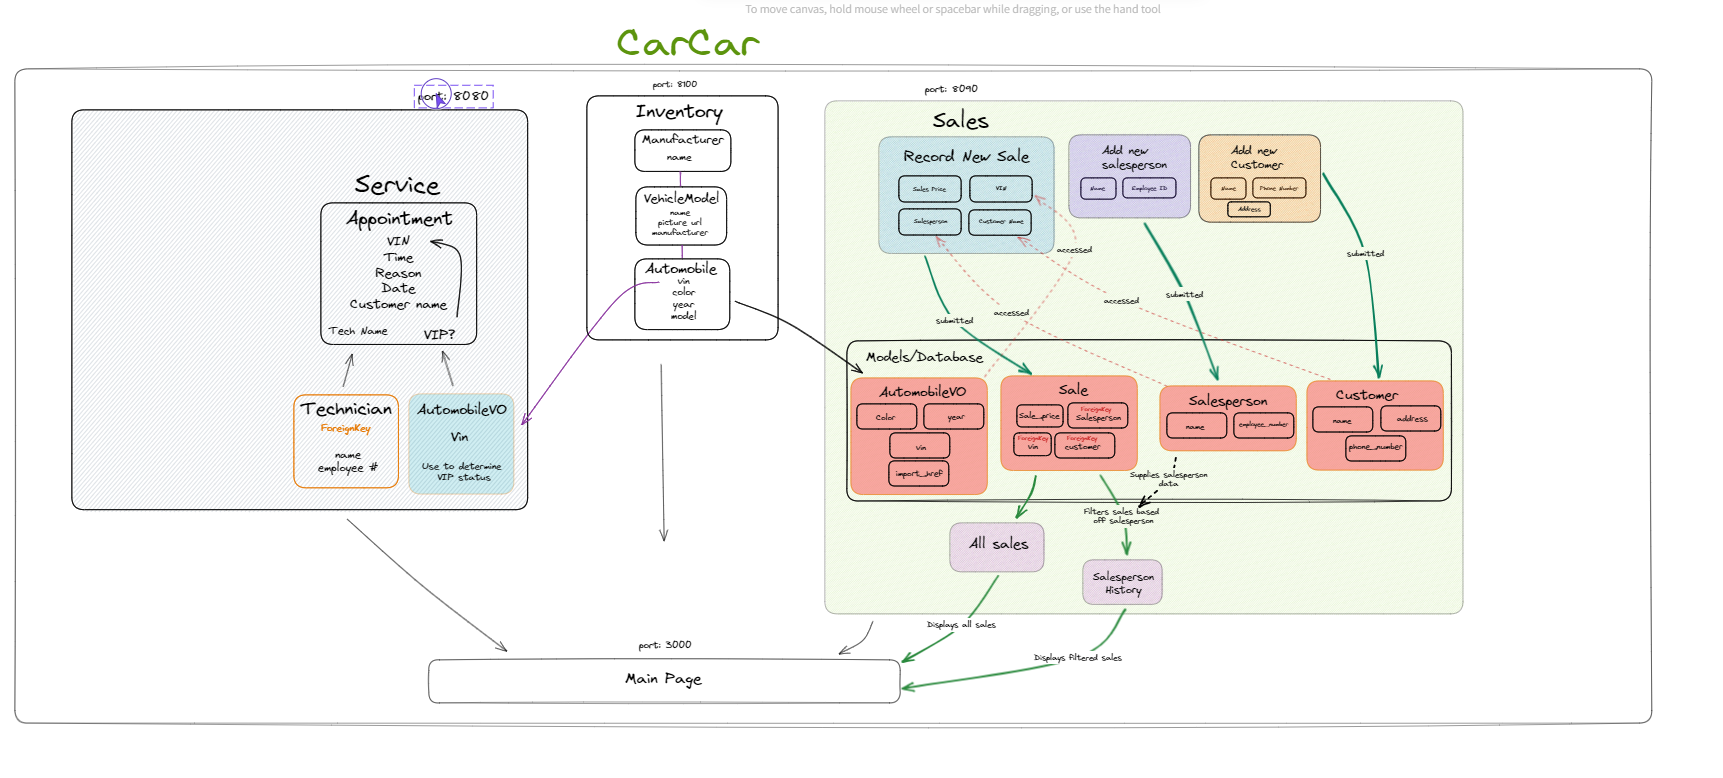 To move canvas, hold mouse wheel or spacebar while dragging, or use the hand tool
CarCar
port: 8080
Service
Appointment
VIN
Time
Reason
Date
Customer name
Tech Name
VIP?
Technician
ForeignKey
name
employee #
AutomobileVO
Vin
Use to determine
VIP status
port: 8100
Inventory
Manufacturer
name
VehicleModel
name
picture url
manufacturer
Automobile
vin
color
year
model
port: 8090
Sales
Record New Sale
Sales Price
VIN
Salesperson
Customer Name
Add new
salesperson
Name
Employee ID
Add new
Customer
Name
Phone Number
Address
accessed
submitted
submitted
accessed
accessed
submitted
Models/Database
AutomobileVO
Color
year
vin
import_href
Sale
Sale_price
ForeignKey
Salesperson
ForeignKey
vin
ForeignKey
customer
Salesperson
name
employee_number
Customer
name
address
phone_number
Supplies salesperson
data
Filters sales based
off salesperson
All sales
Salesperson
History
Displays all sales
Displays filtered sales
port: 3000
Main Page